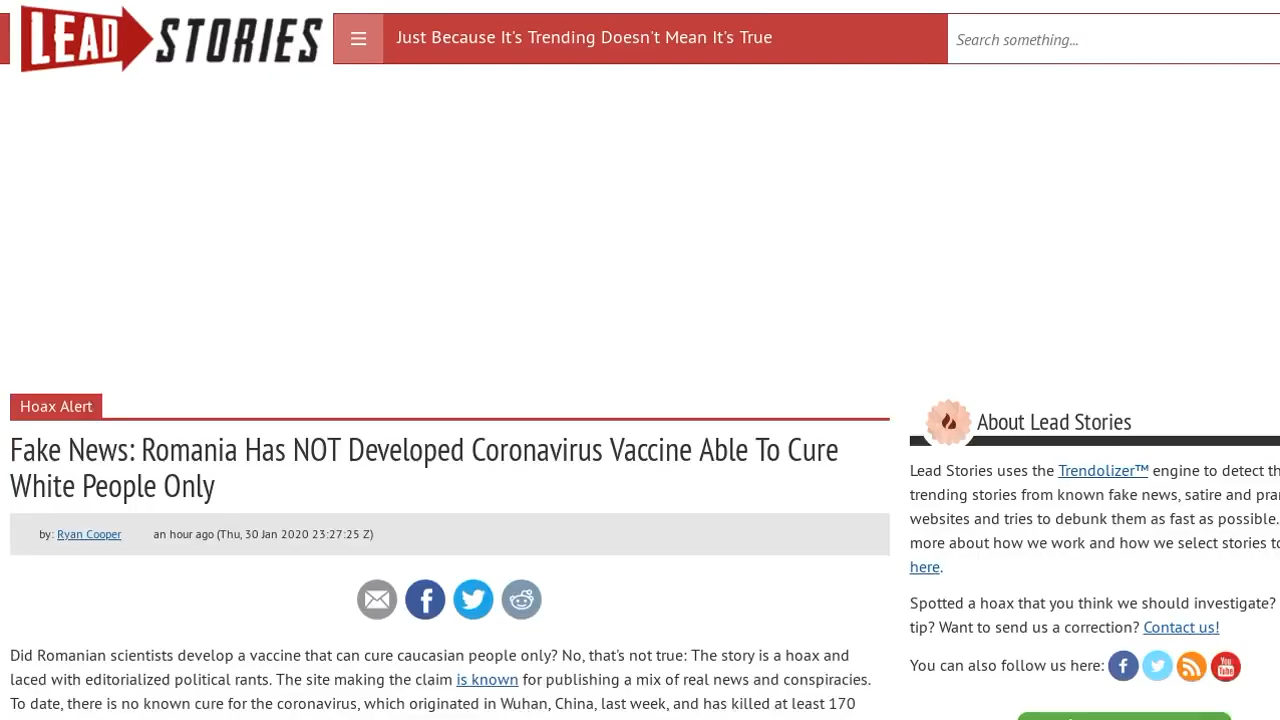 LEAD STORIES
Just Because It's Trending Doesn't Mean It's True
Search something...
Hoax Alert
Fake News: Romania Has NOT Developed Coronavirus Vaccine Able To Cure
White People Only
by: Ryan Cooper an hour ago (Thu, 30 Jan 2020 23:27:25 Z)
Did Romanian scientists develop a vaccine that can cure caucasian people only? No, that's not true: The story is a hoax and
laced with editorialized political rants. The site making the claim is known for publishing a mix of real news and conspiracies.
To date, there is no known cure for the coronavirus, which originated in Wuhan, China, last week, and has killed at least 170
About Lead Stories
Lead Stories uses the Trendolizer™ engine to detect th
trending stories from known fake news, satire and pra
websites and tries to debunk them as fast as possible.
more about how we work and how we select stories t
here.
Spotted a hoax that you think we should investigate?
tip? Want to send us a correction? Contact us!
You can also follow us here:
You
Tube